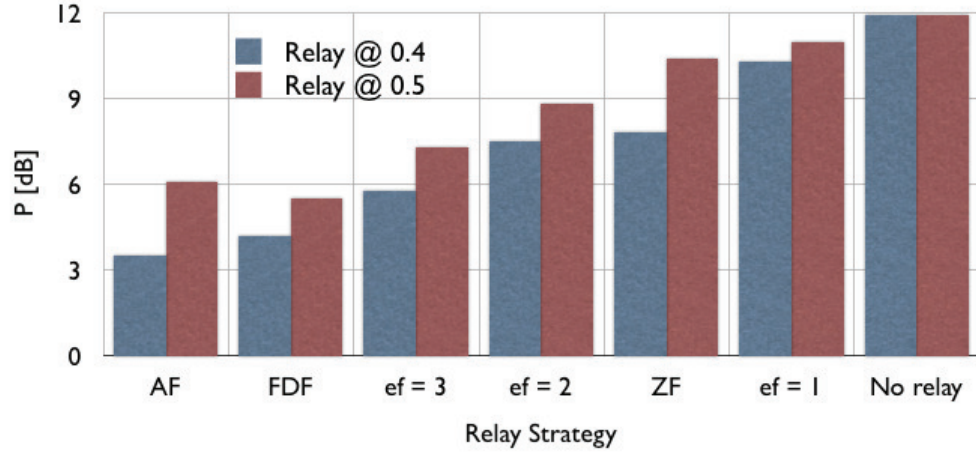 12
Relay @ 0.4
Relay @ 0.5
9
P [dB]
6
3
0
AF FDF ef = 3 ef = 2 ZF ef = 1 No relay
Relay Strategy